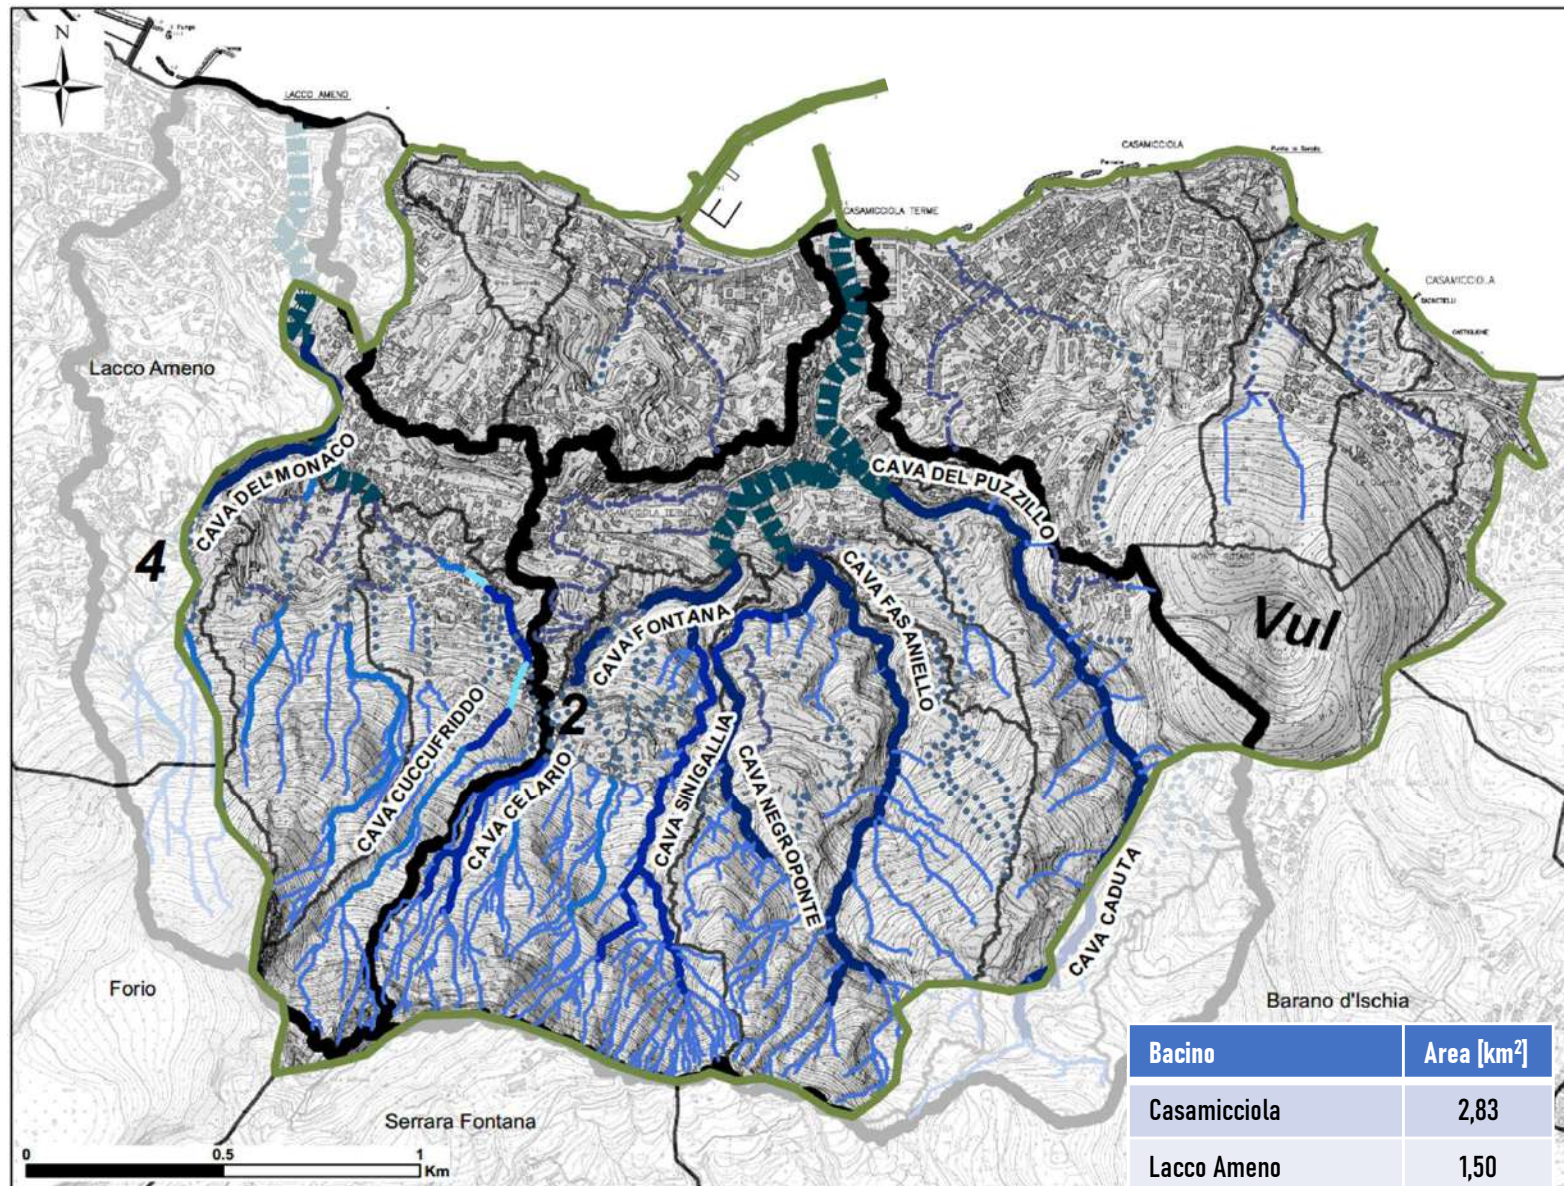 N
LACCO AMENO
CASAMICCIOLA
CASAMICCIOLA TERME
CASAMICCIOLA
Lacco Ameno
CAVA DEL MONACO
CAVA DEL PUZZILLO
4
CAVA FONTANA
CAVA FASANIELLO
Vul
2
CAVA CUCCUFRIDDO
CAVA CELARIO
CAVA SINIGALLIA
CAVA NEGROPONTE
CAVA CADUTA
Forio
Barano d'Ischia
Serrara Fontana
0 0.5 1
Km
Bacino Area [km²]
Casamicciola 2,83
Lacco Ameno 1,50